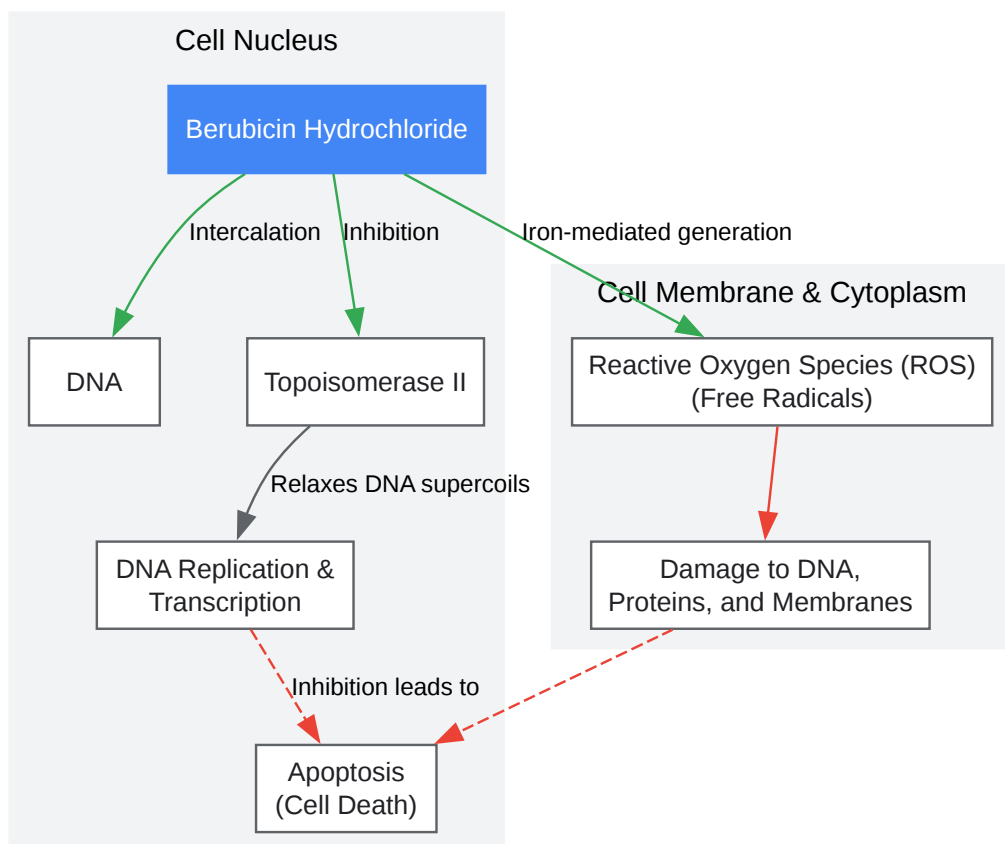 Cell Nucleus
Berubicin Hydrochloride
Intercalation
Inhibition
Iron-mediated generation
Cell Membrane & Cytoplasm
DNA
Topoisomerase II
Reactive Oxygen Species (ROS)
(Free Radicals)
Relaxes DNA supercoils
DNA Replication &
Transcription
Damage to DNA,
Proteins, and Membranes
Inhibition leads to
Apoptosis
(Cell Death)